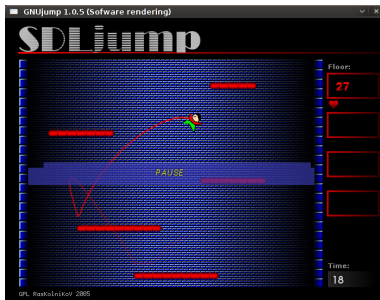 GNUjump 1.0.5 (Sofware rendering)
SDLjump
Floor:
27
PAUSE
Time:
18
GPL RasKolniKoV 2005